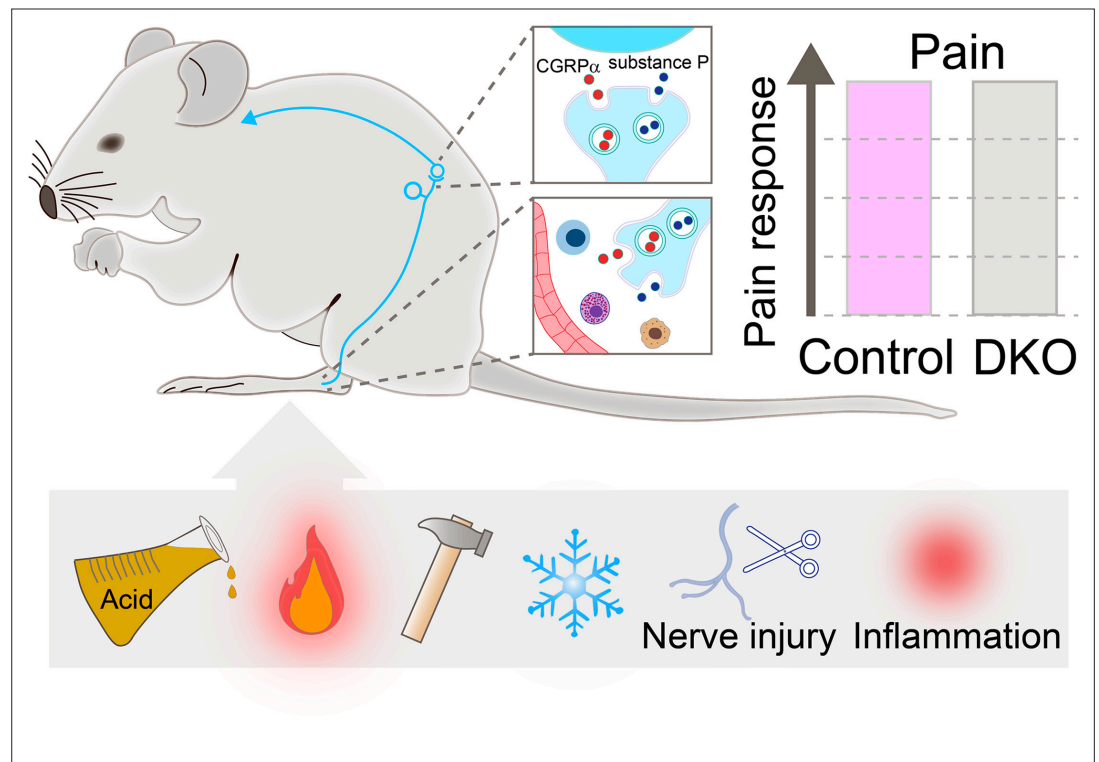 CGRPα substance P
Pain
Pain response
Control DKO
Acid
Nerve injury Inflammation